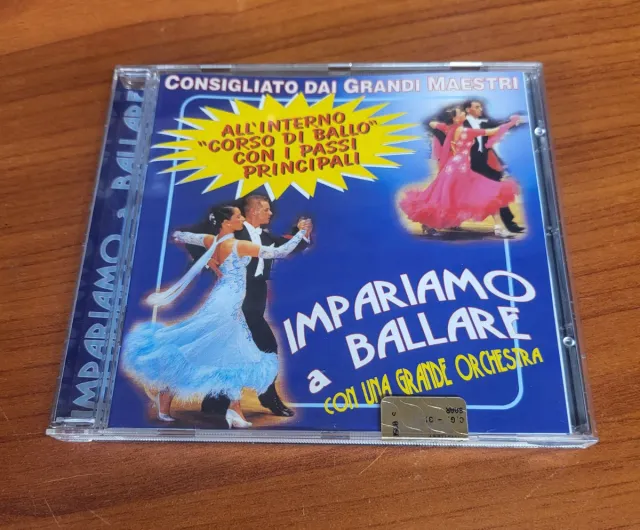 CONSIGLIATO DAI GRANDI MAESTRI
ALL'INTERNO
"CORSO DI BALLO"
CON I PASSI
PRINCIPALI
IMPARIAMO
a BALLARE
CON UNA GRANDE ORCHESTRA
IMPARIAMO a BALLARE